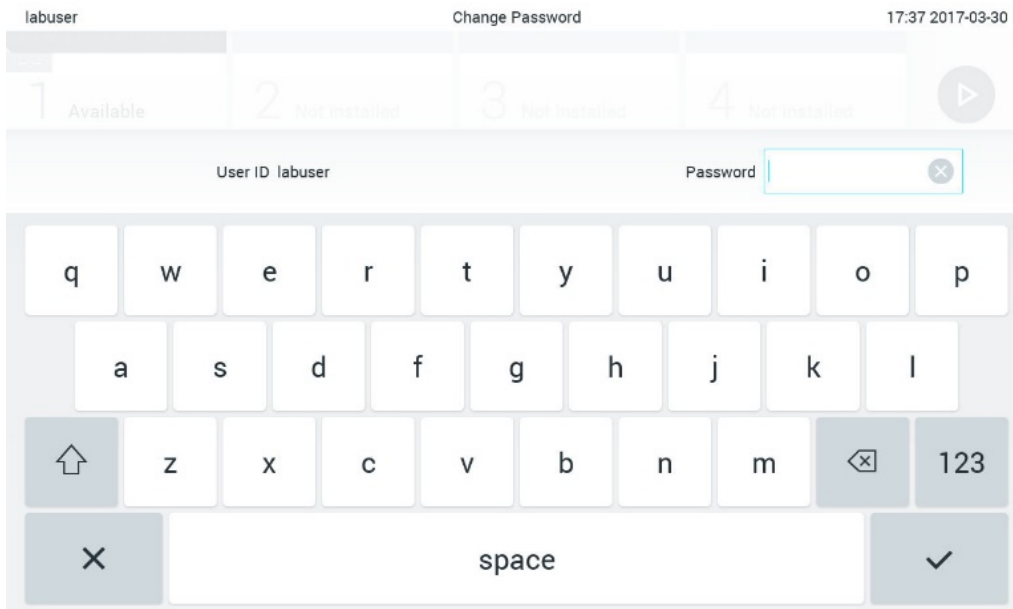 labuser Change Password 17:37 2017-03-30
1 Available 2 Not Installed 3 Not Installed 4 Not Installed
User ID labuser Password
q w e r t y u i o p
a s d f g h j k l
z x c v b n m 123
space